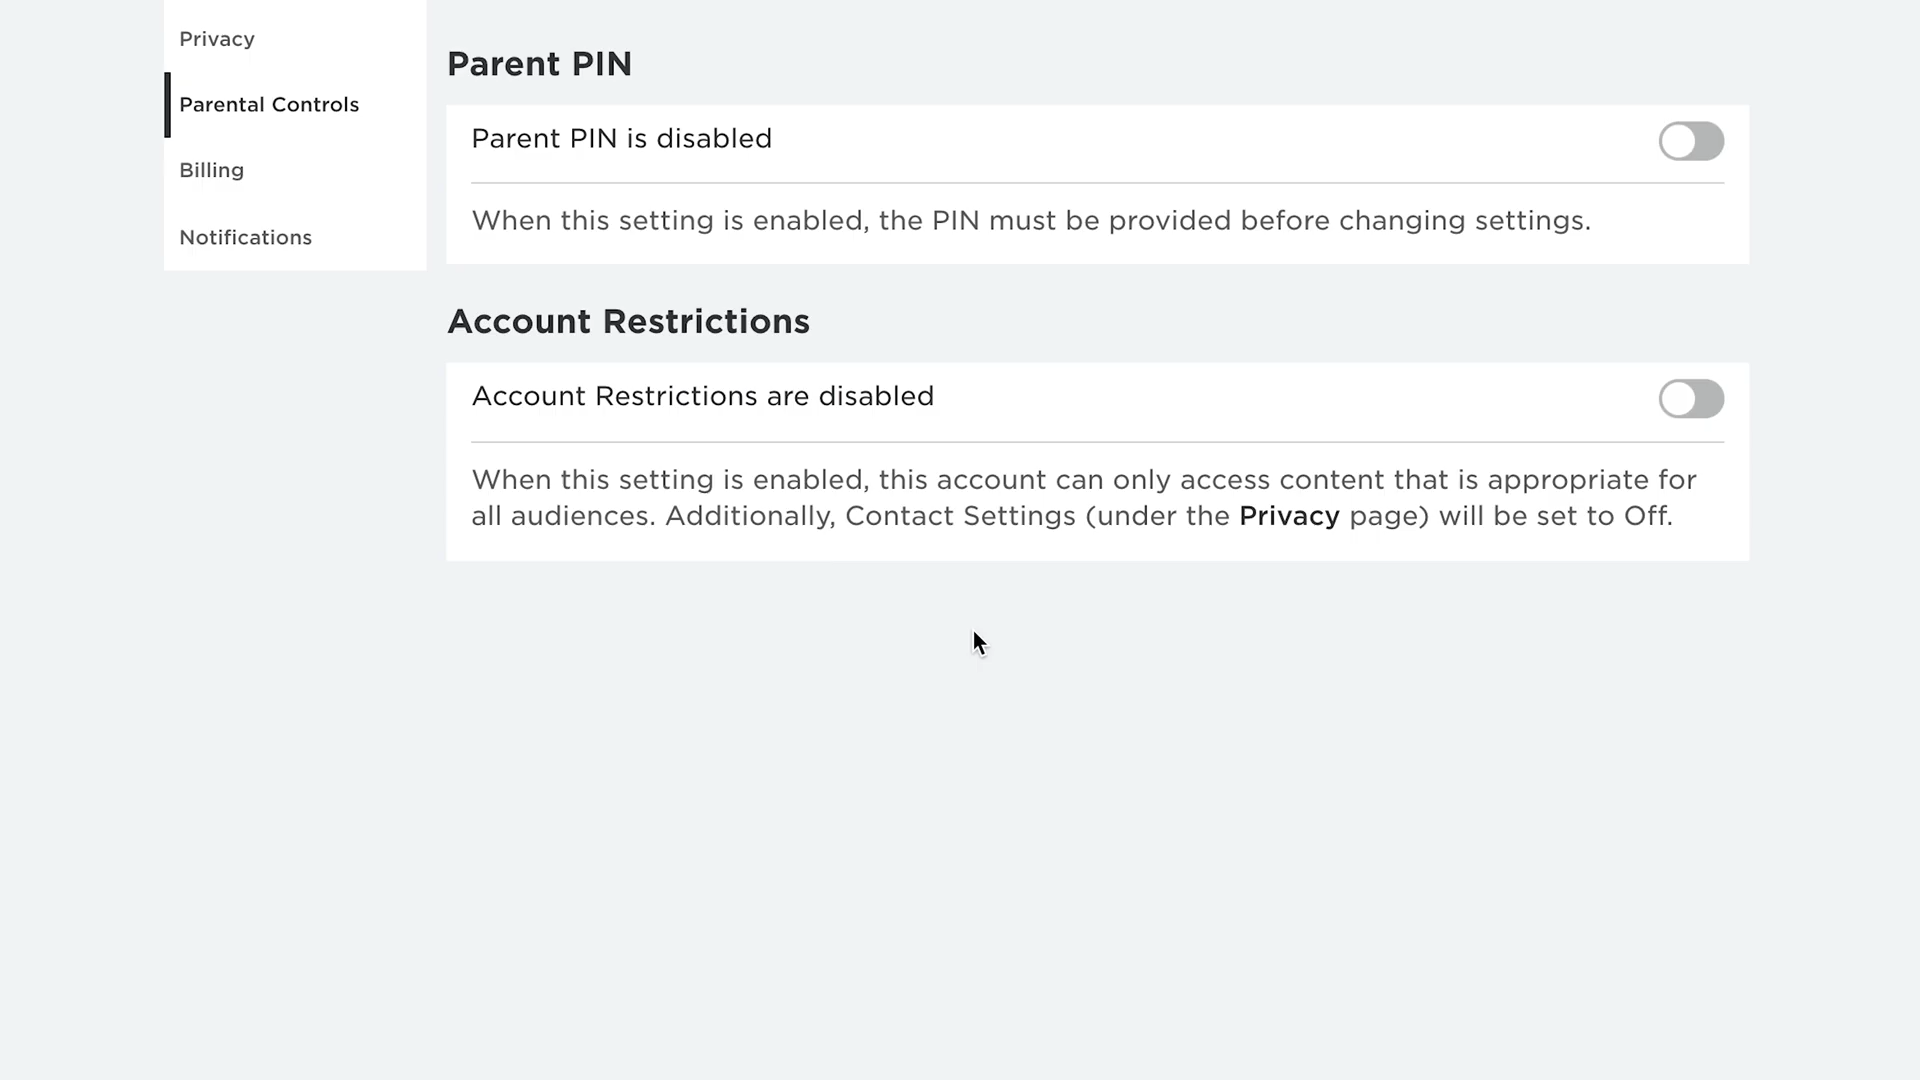 Privacy
Parental Controls
Billing
Notifications
Parent PIN
Parent PIN is disabled
When this setting is enabled, the PIN must be provided before changing settings.
Account Restrictions
Account Restrictions are disabled
When this setting is enabled, this account can only access content that is appropriate for
all audiences. Additionally, Contact Settings (under the Privacy page) will be set to Off.